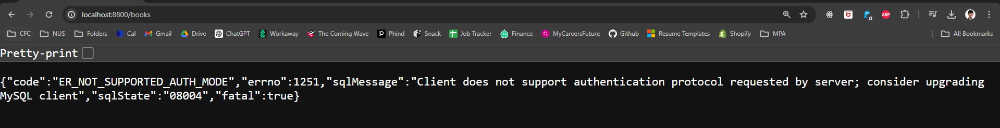 localhost:8800/books
0
ABP
CFC NUS Folders Cal Gmail Drive ChatGPT Workaway The Coming Wave Phind Snack Job Tracker Finance MyCareersFuture Github Resume Templates Shopify MPA All Bookmarks
Pretty-print
{"code":"ER_NOT_SUPPORTED_AUTH_MODE","errno":1251,"sqlMessage":"Client does not support authentication protocol requested by server; consider upgrading
MySQL client","sqlState":"08004","fatal":true}